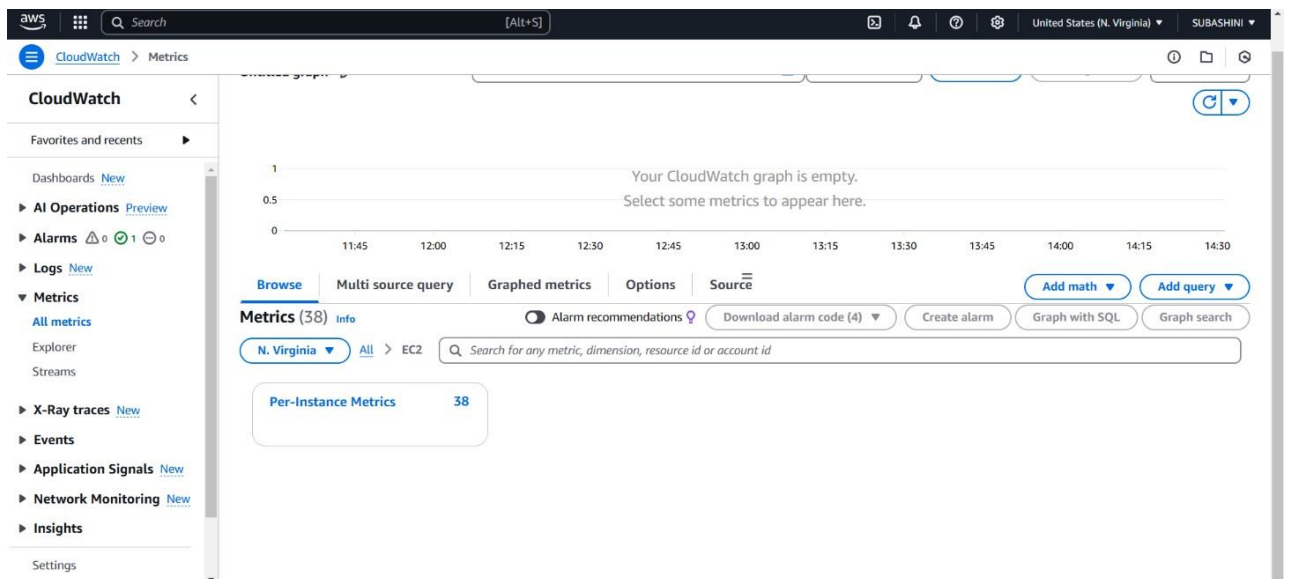 aws Search [Alt+S] United States (N. Virginia) SUBASHINI
CloudWatch > Metrics
CloudWatch
Favorites and recents
Dashboards New
AI Operations Preview
Alarms 0 1 0
Logs New
Metrics
All metrics
Explorer
Streams
X-Ray traces New
Events
Application Signals New
Network Monitoring New
Insights
Settings
Untitled graph
1
Your CloudWatch graph is empty.
0.5
Select some metrics to appear here.
0
11:45 12:00 12:15 12:30 12:45 13:00 13:15 13:30 13:45 14:00 14:15 14:30
Browse Multi source query Graphed metrics Options Source Add math Add query
Metrics (38) Info Alarm recommendations Download alarm code (4) Create alarm Graph with SQL Graph search
N. Virginia All > EC2 Search for any metric, dimension, resource id or account id
Per-Instance Metrics 38